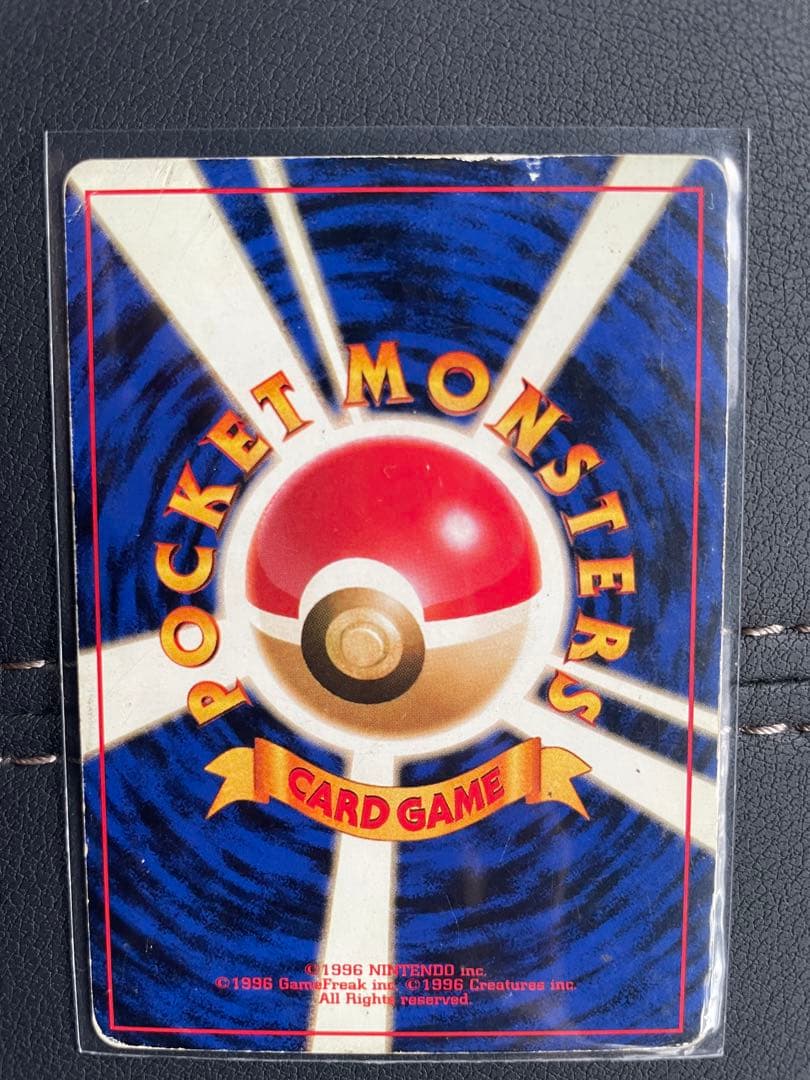 POCKET MONSTERS
CARD GAME
©1996 NINTENDO inc.
©1996 GameFreak inc. ©1996 Creatures inc.
All Rights reserved.